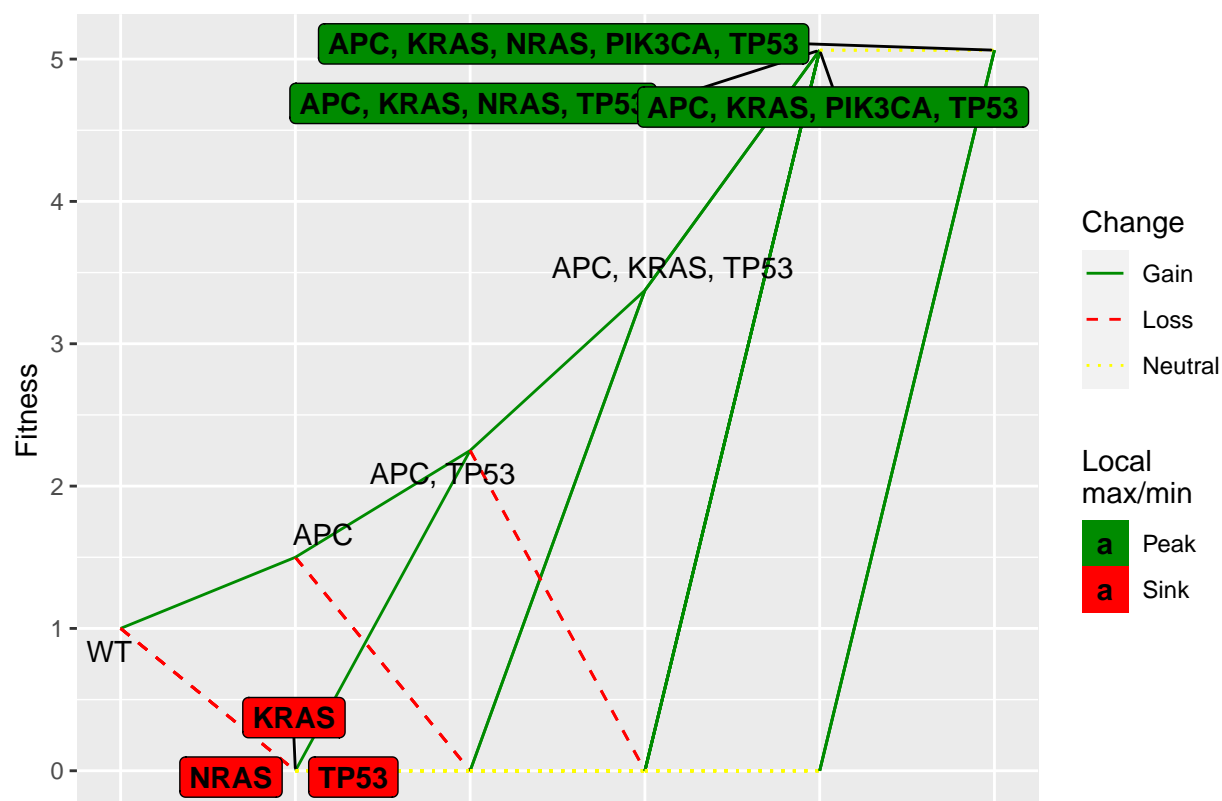 APC, KRAS, NRAS, PIK3CA, TP53
5
APC, KRAS, NRAS, TP53
APC, KRAS, PIK3CA, TP53
4
APC, KRAS, TP53
3
APC, TP53
2
APC
1
WT
KRAS
0
NRAS
TP53
Fitness
Change
Gain
Loss
Neutral
Local
max/min
a Peak
a Sink